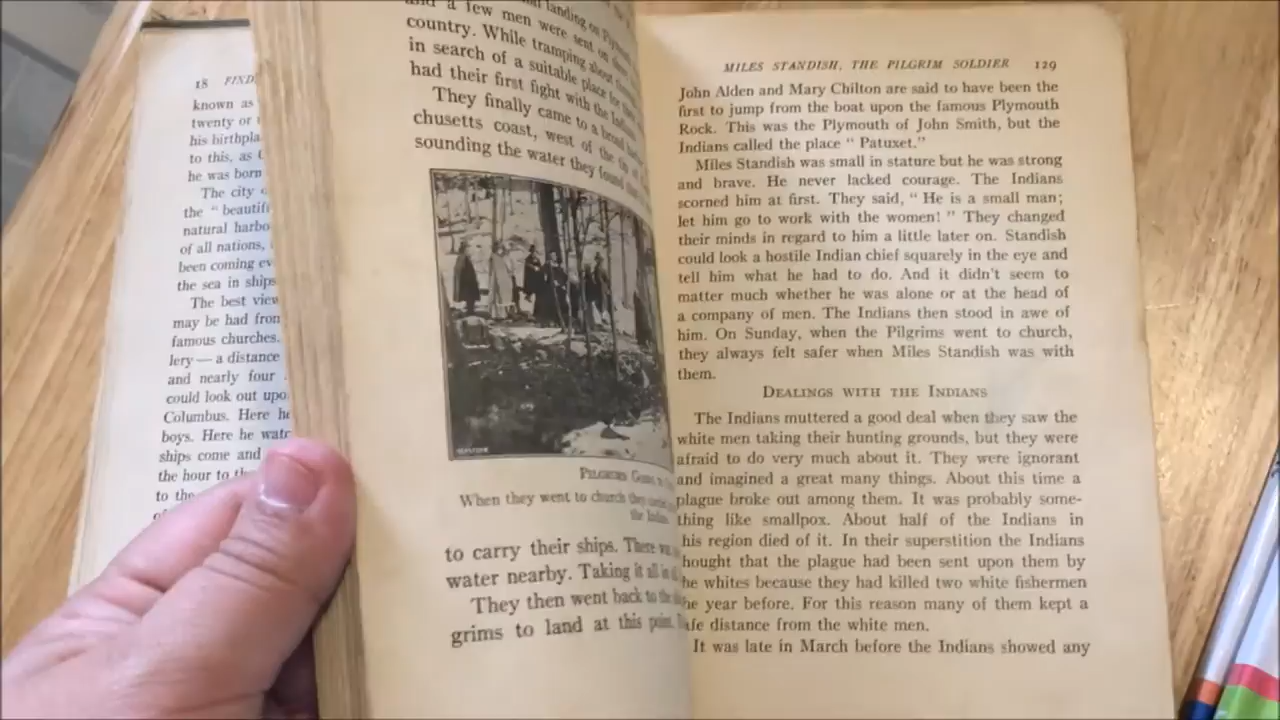 18 FIND
known as
twenty or
his birthpla
to this, as
he was born
The city
the " beautif
natural harbo
of all nations,
been coming ev
the sea in ships
The best view
may be had from
famous churches.
lery — a distance
and nearly four
could look out upo
Columbus. Here he
boys. Here he watc
ships come and
the hour to th
to the
and a few men were sent on
country. While tramping about
in search of a suitable place for
had their first fight with the Indians
They finally came to a broad
chusetts coast, west of the tip of
sounding the water they found
PILGRIMS GOING
When they went to church they
the Indians
to carry their ships. There was
water nearby. Taking it all in
They then went back to the
grims to land at this point.
MILES STANDISH, THE PILGRIM SOLDIER 129
John Alden and Mary Chilton are said to have been the
first to jump from the boat upon the famous Plymouth
Rock. This was the Plymouth of John Smith, but the
Indians called the place " Patuxet."
Miles Standish was small in stature but he was strong
and brave. He never lacked courage. The Indians
scorned him at first. They said, " He is a small man;
let him go to work with the women! " They changed
their minds in regard to him a little later on. Standish
could look a hostile Indian chief squarely in the eye and
tell him what he had to do. And it didn't seem to
matter much whether he was alone or at the head of
a company of men. The Indians then stood in awe of
him. On Sunday, when the Pilgrims went to church,
they always felt safer when Miles Standish was with
them.
DEALINGS WITH THE INDIANS
The Indians muttered a good deal when they saw the
white men taking their hunting grounds, but they were
afraid to do very much about it. They were ignorant
and imagined a great many things. About this time a
plague broke out among them. It was probably some-
thing like smallpox. About half of the Indians in
his region died of it. In their superstition the Indians
hought that the plague had been sent upon them by
he whites because they had killed two white fishermen
he year before. For this reason many of them kept a
afe distance from the white men.
It was late in March before the Indians showed any